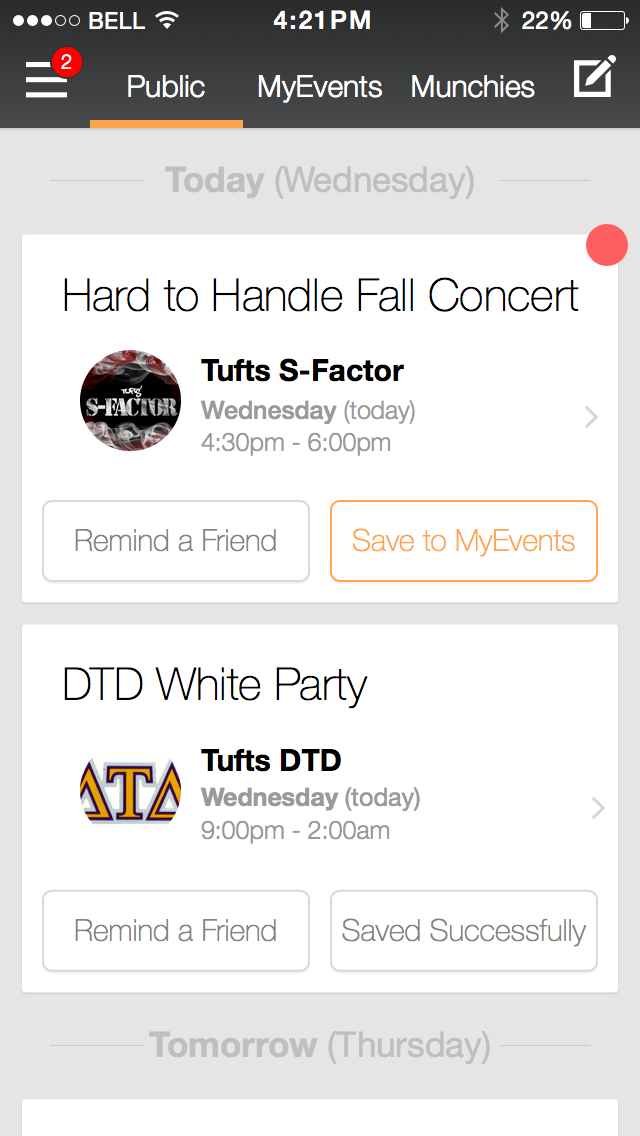 BELL 4:21PM 22%
2
Public MyEvents Munchies
Today (Wednesday)
Hard to Handle Fall Concert
TUFTS'
S-FACTOR
Tufts S-Factor
Wednesday (today)
4:30pm - 6:00pm
Remind a Friend Save to MyEvents
DTD White Party
ΔΤΔ
Tufts DTD
Wednesday (today)
9:00pm - 2:00am
Remind a Friend Saved Successfully
Tomorrow (Thursday)